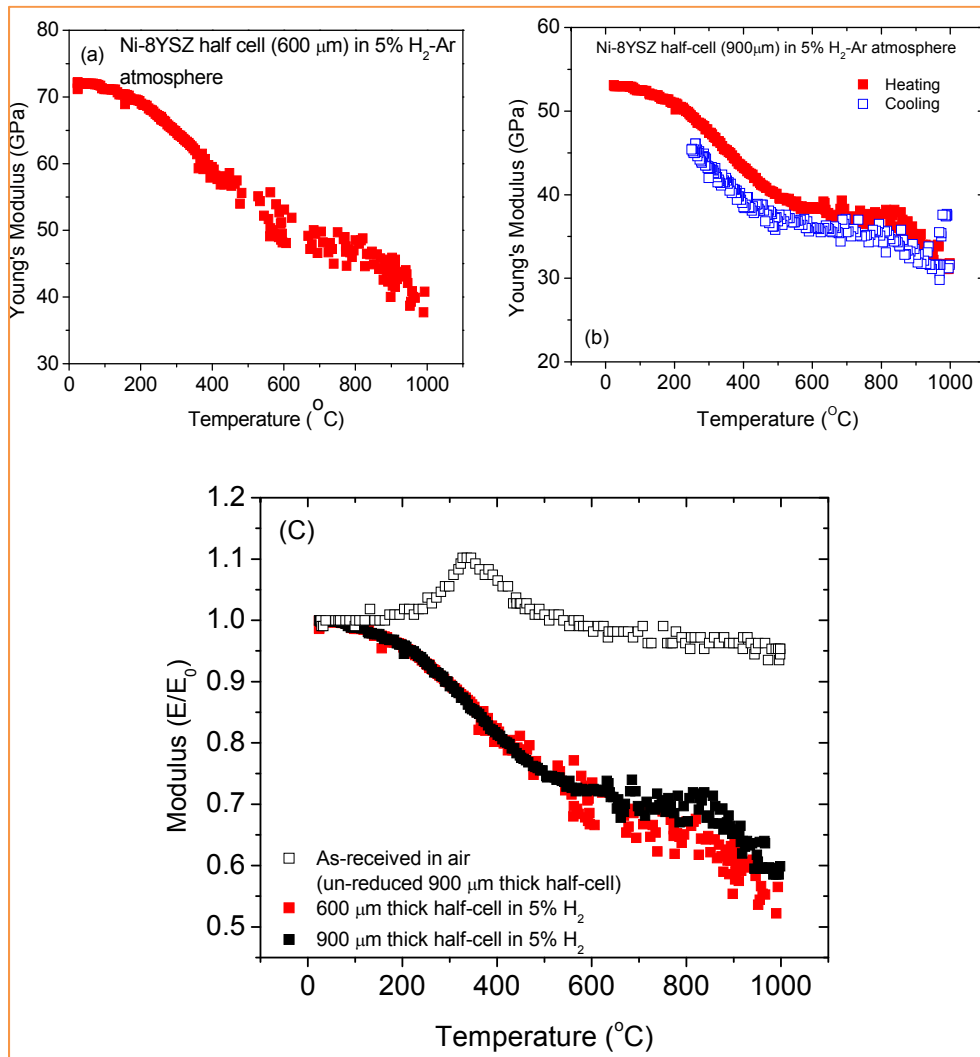 (a)
Ni-8YSZ half cell (600 μm) in 5% H₂-Ar
atmosphere
Young's Modulus (GPa)
80
70
60
50
40
30
0 200 400 600 800 1000
Temperature (°C)
Ni-8YSZ half-cell (900μm) in 5% H₂-Ar atmosphere
Heating
Cooling
Young's Modulus (GPa)
60
50
40
30
20
(b)
0 200 400 600 800 1000
Temperature (°C)
(C)
Modulus (E/E₀)
1.2
1.1
1.0
0.9
0.8
0.7
0.6
0.5
As-received in air
(un-reduced 900 μm thick half-cell)
600 μm thick half-cell in 5% H₂
900 μm thick half-cell in 5% H₂
0 200 400 600 800 1000
Temperature (°C)